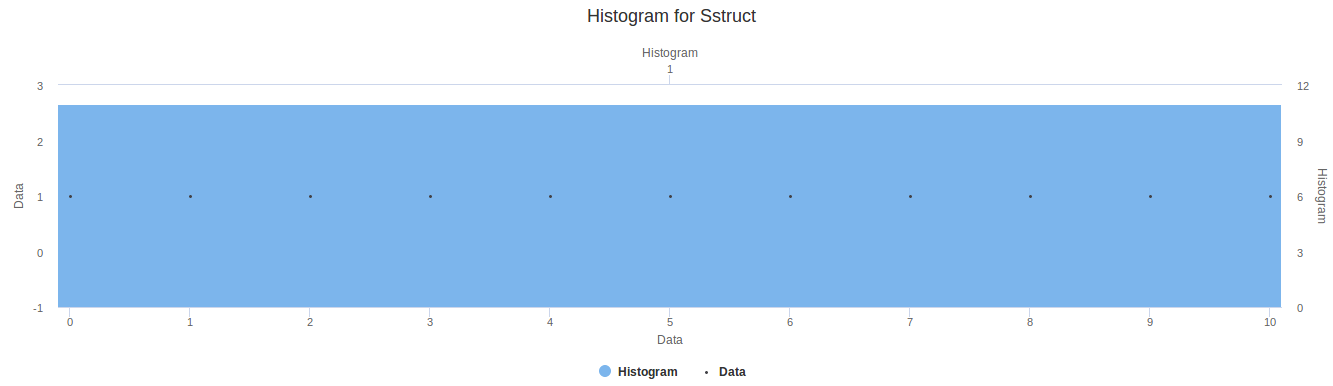 Histogram for Sstruct
Histogram
1
3
2
1
0
-1
Data
12
9
6
3
0
Histogram
0 1 2 3 4 5 6 7 8 9 10
Data
Histogram Data